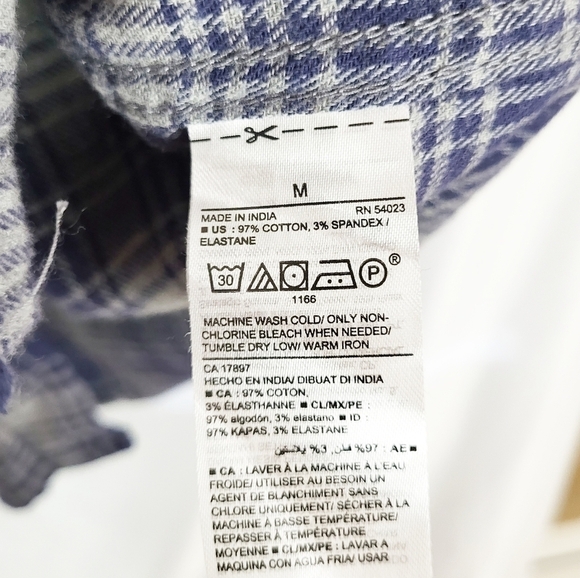 M
RN 54023
MADE IN INDIA
■ US : 97% COTTON, 3% SPANDEX /
ELASTANE
30 P ®
1166
MACHINE WASH COLD/ ONLY NON-
CHLORINE BLEACH WHEN NEEDED/
TUMBLE DRY LOW/ WARM IRON
CA 17897
HECHO EN INDIA/ DIBUAT DI INDIA
■ CA : 97% COTON,
3% ÉLASTHANNE ■ CL/MX/PE :
97% algodón, 3% elastano ■ ID :
97% KAPAS, 3% ELASTANE
■ AE : 97% قطن, 3%
■ CA : LAVER À LA MACHINE À L'EAU
FROIDE/ UTILISER AU BESOIN UN
AGENT DE BLANCHIMENT SANS
CHLORE UNIQUEMENT/ SÉCHER À LA
MACHINE À BASSE TEMPÉRATURE/
REPASSER À TEMPÉRATURE
MOYENNE ■ CL/MX/PE : LAVAR A
MAQUINA CON AGUA FRIA/ USAR